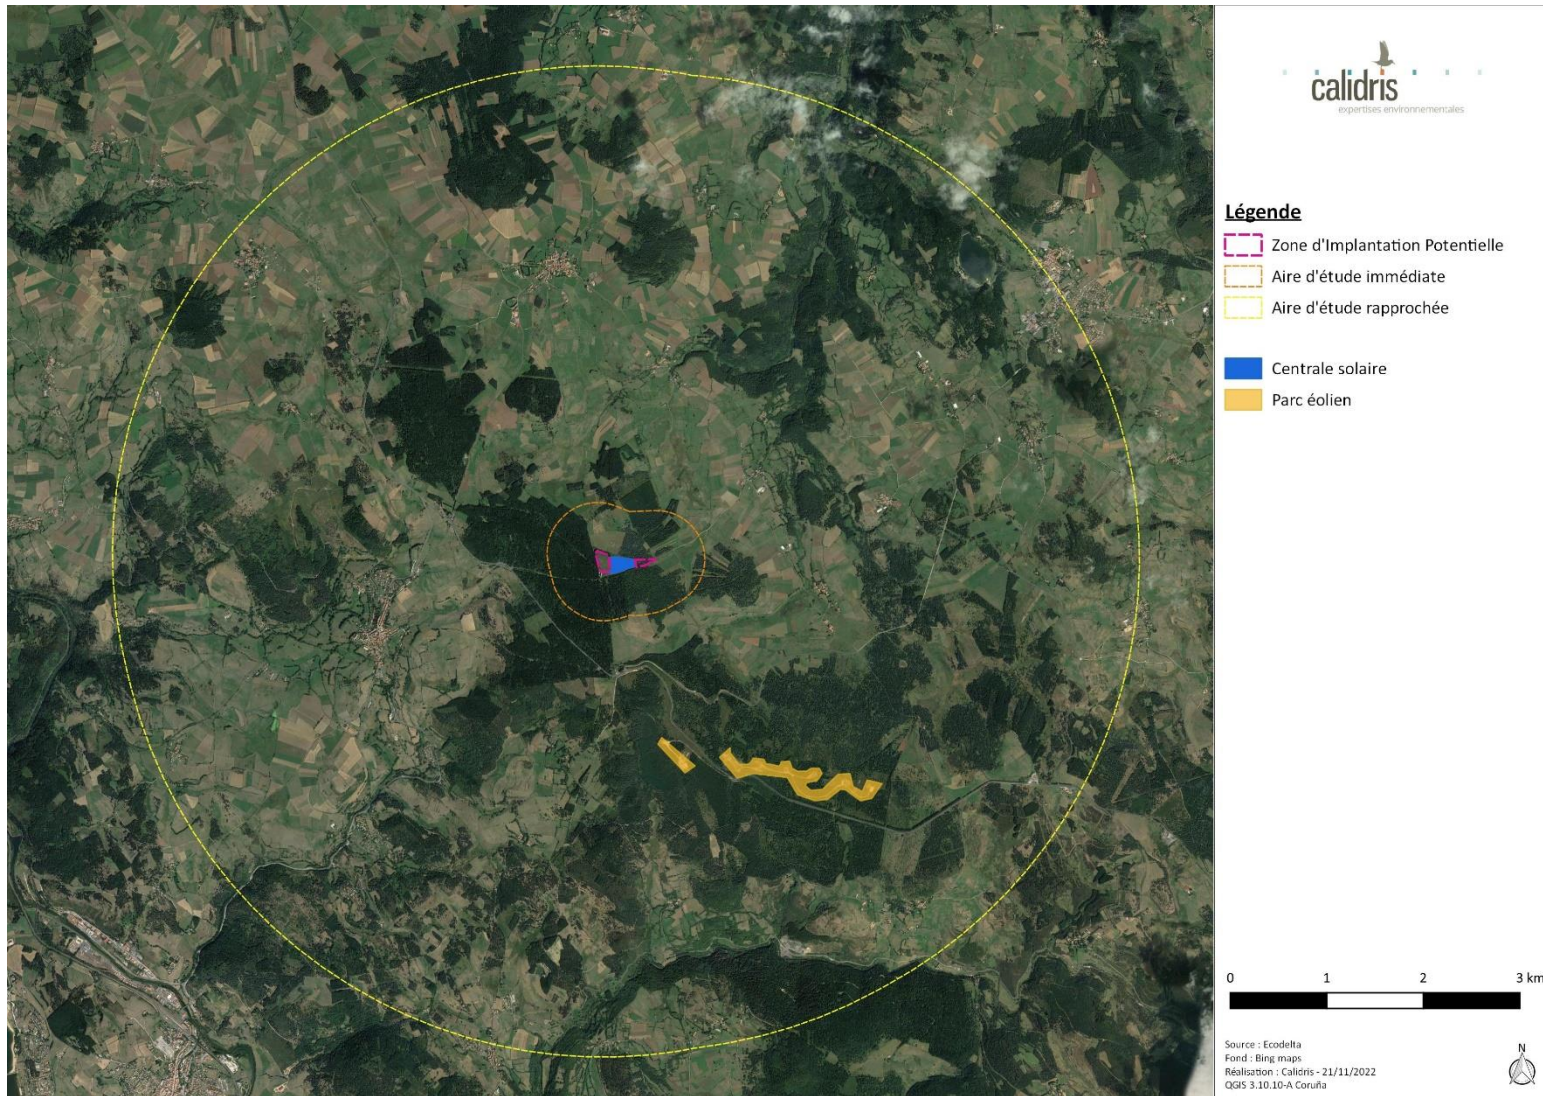 calidris
expertises environnementales
Légende
Zone d'Implantation Potentielle
Aire d'étude immédiate
Aire d'étude rapprochée
Centrale solaire
Parc éolien
0 1 2 3 km
Source : Ecodelta
Fond : Bing maps
Réalisation : Calidris - 21/11/2022
QGIS 3.10.10-A Coruña
N